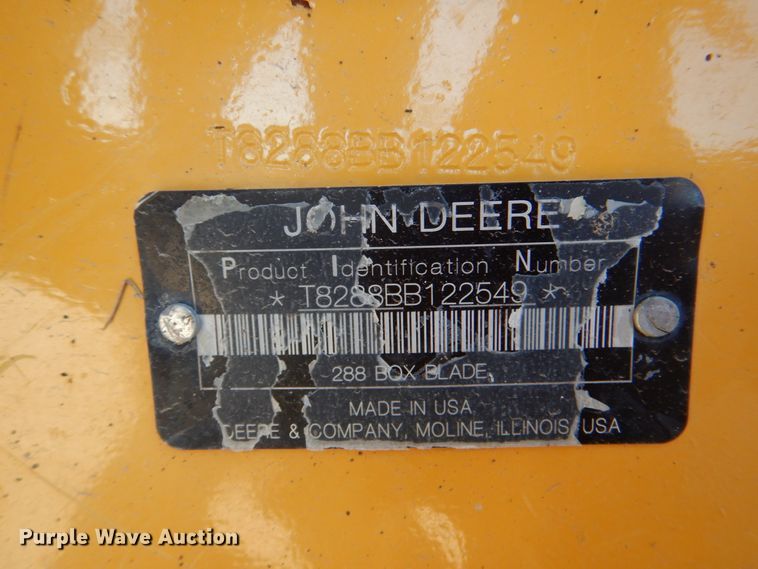 T8288BB122549
JOHN DEERE
Product Identification Number
* T8288BB122549 *
288 BOX BLADE
MADE IN USA
DEERE & COMPANY, MOLINE, ILLINOIS, USA
Purple Wave Auction